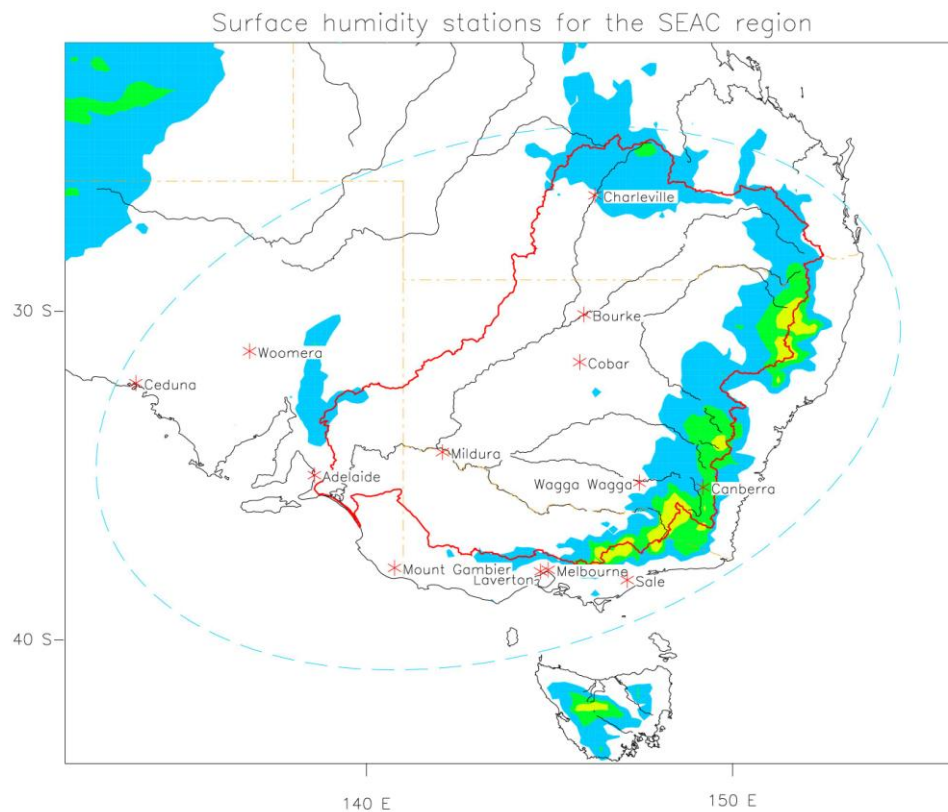 Surface humidity stations for the SEAC region
Charleville
30 S
Bourke
Woomera
Cobar
Ceduna
Mildura
Adelaide
Wagga Wagga
Canberra
Mount Gambier
Melbourne
Laverton
Sale
40 S
140 E
150 E